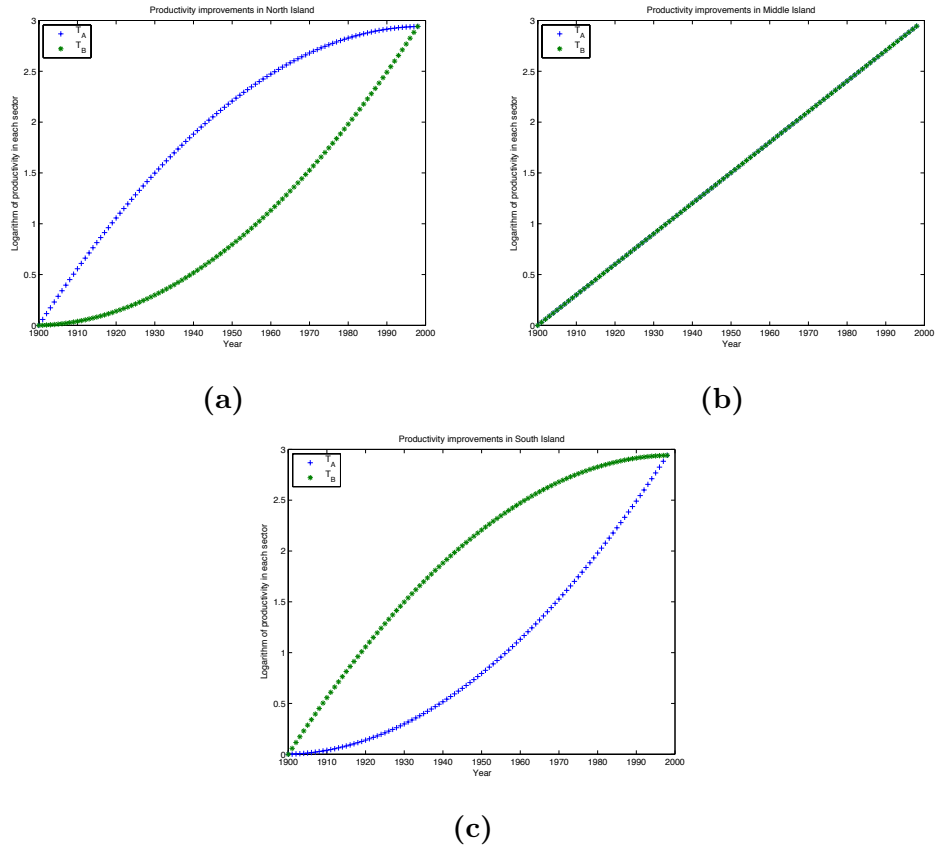 Productivity improvements in North Island
T_A
T_B
Logarithm of productivity in each sector
3
2.5
2
1.5
1
0.5
0
1900 1910 1920 1930 1940 1950 1960 1970 1980 1990 2000
Year
(a)
Productivity improvements in Middle Island
T_A
T_B
Logarithm of productivity in each sector
3
2.5
2
1.5
1
0.5
0
1900 1910 1920 1930 1940 1950 1960 1970 1980 1990 2000
Year
(b)
Productivity improvements in South Island
T_A
T_B
Logarithm of productivity in each sector
3
2.5
2
1.5
1
0.5
0
1900 1910 1920 1930 1940 1950 1960 1970 1980 1990 2000
Year
(c)